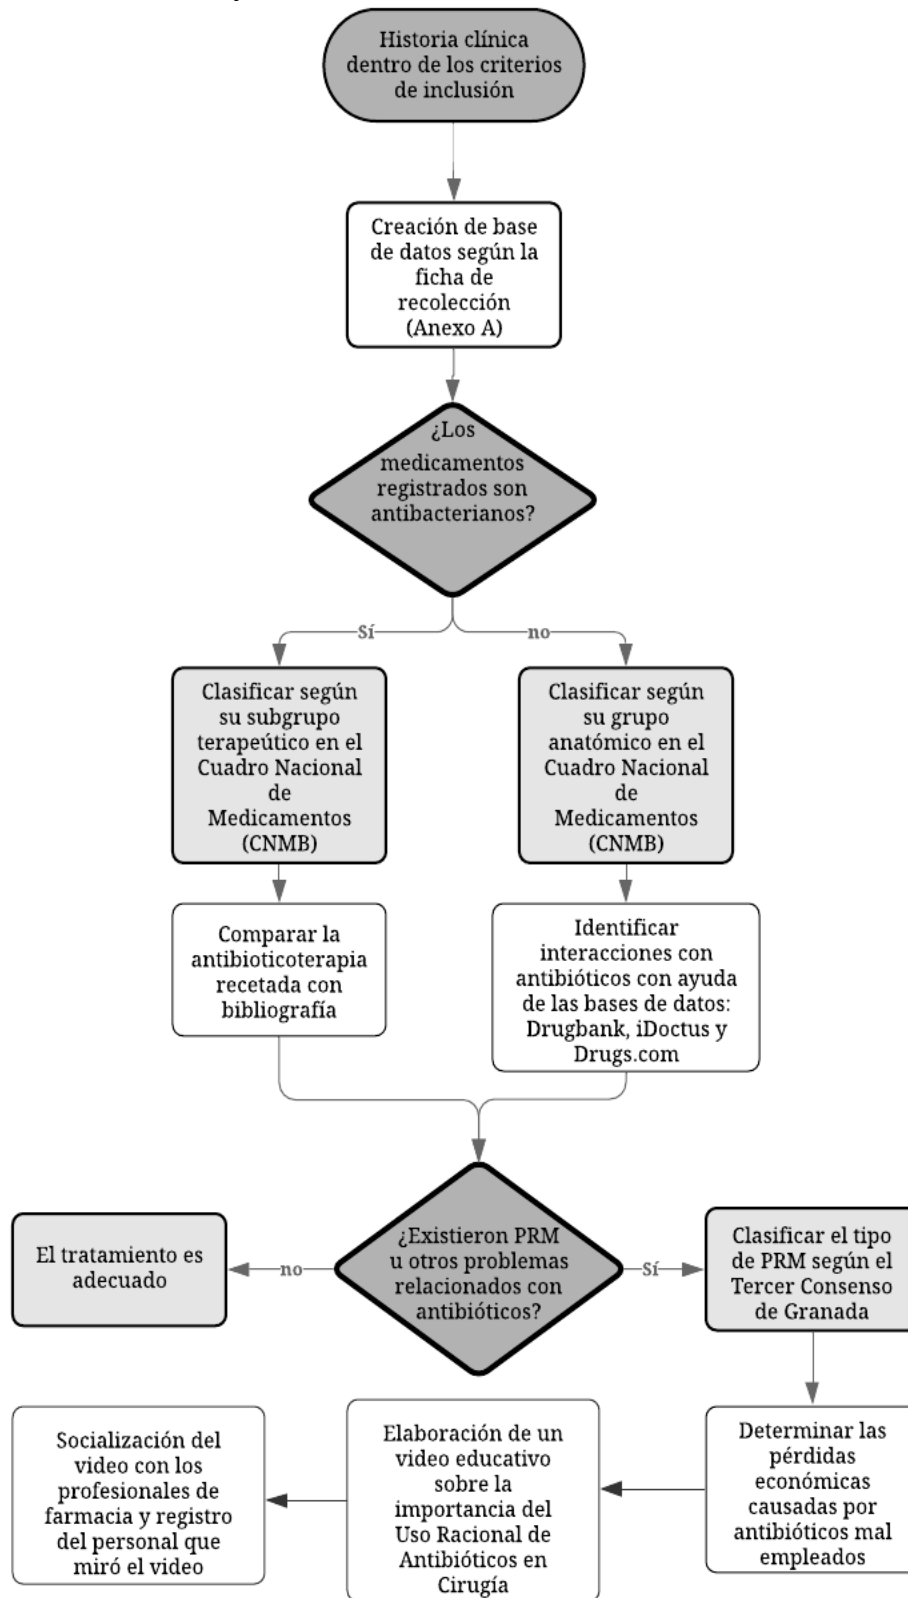 Historia clínica
dentro de los criterios
de inclusión
Creación de base
de datos según la
ficha de
recolección
(Anexo A)
¿Los
medicamentos
registrados son
antibacterianos?
Sí
no
Clasificar según
su subgrupo
terapeútico en el
Cuadro Nacional
de
Medicamentos
(CNMB)
Clasificar según
su grupo
anatómico en el
Cuadro Nacional
de
Medicamentos
(CNMB)
Comparar la
antibioticoterapia
recetada con
bibliografía
Identificar
interacciones con
antibióticos con ayuda
de las bases de datos:
Drugbank, iDoctus y
Drugs.com
¿Existieron PRM
u otros problemas
relacionados con
antibióticos?
no
El tratamiento es
adecuado
Sí
Clasificar el tipo
de PRM según el
Tercer Consenso
de Granada
Determinar las
pérdidas
económicas
causadas por
antibióticos mal
empleados
Elaboración de un
video educativo
sobre la
importancia del
Uso Racional de
Antibióticos en
Cirugía
Socialización del
video con los
profesionales de
farmacia y registro
del personal que
miró el video